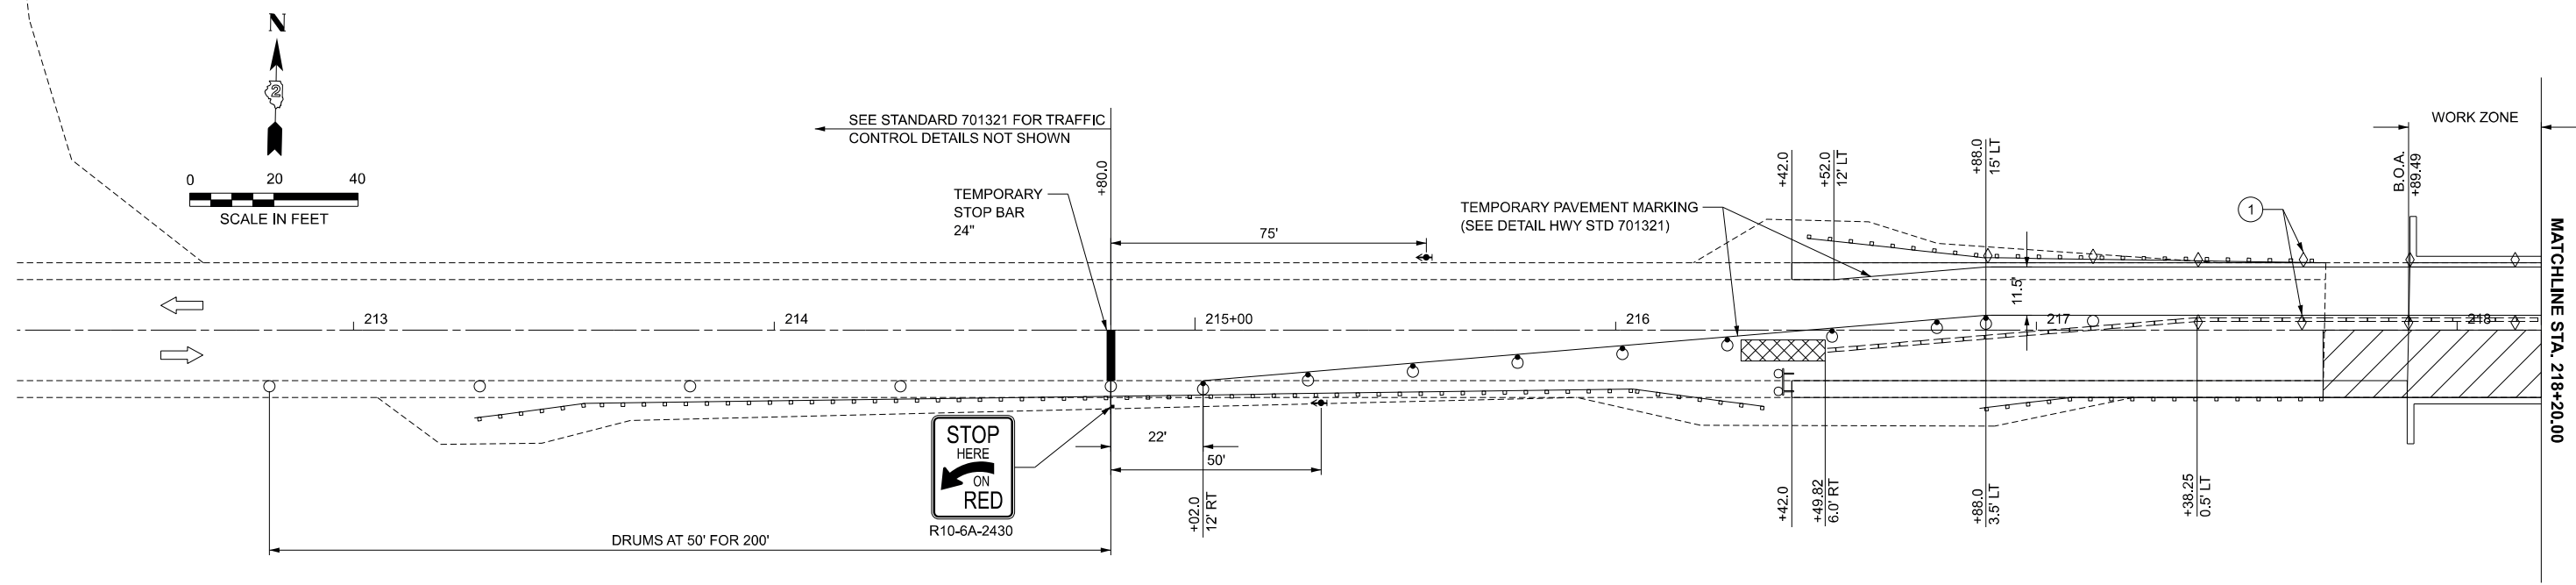 N
2
0 20 40
SCALE IN FEET
SEE STANDARD 701321 FOR TRAFFIC
CONTROL DETAILS NOT SHOWN
+80.0
TEMPORARY
STOP BAR
24"
75'
TEMPORARY PAVEMENT MARKING
(SEE DETAIL HWY STD 701321)
+42.0
+52.0
12' LT
+88.0
15' LT
11.5'
1
B.O.A.
+89.49
WORK ZONE
MATCHLINE STA. 218+20.00
213
214
215+00
216
217
218
STOP
HERE
ON
RED
R10-6A-2430
22'
50'
+02.0
12' RT
+42.0
+49.82
6.0' RT
+88.0
3.5' LT
+38.25
0.5' LT
DRUMS AT 50' FOR 200'